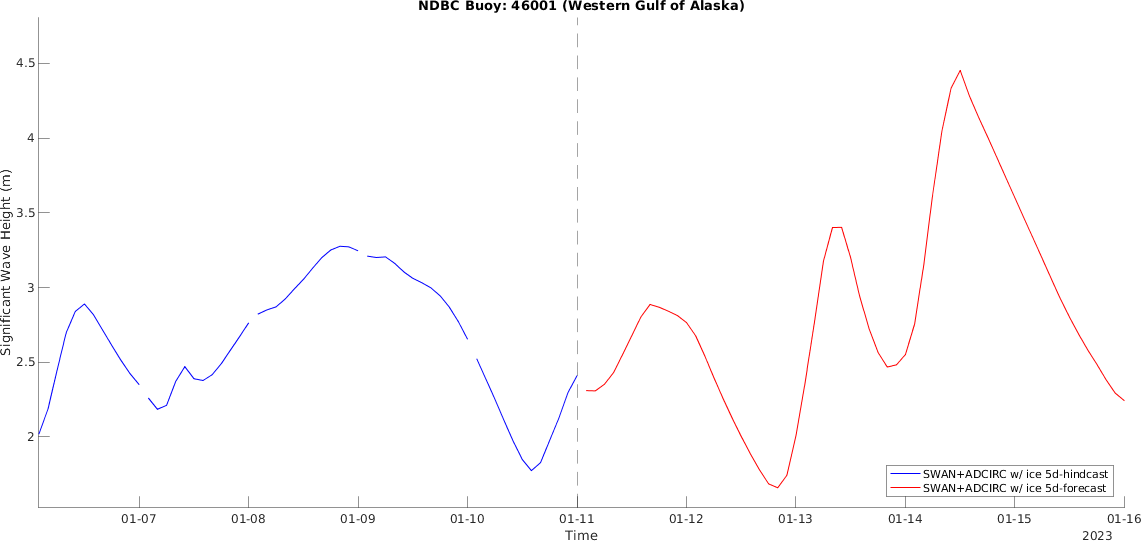 NDBC Buoy: 46001 (Western Gulf of Alaska)
Significant Wave Height (m)
4.5
4
3.5
3
2.5
2
SWAN+ADCIRC w/ ice 5d-hindcast
SWAN+ADCIRC w/ ice 5d-forecast
01-07 01-08 01-09 01-10 01-11 01-12 01-13 01-14 01-15 01-16
Time 2023